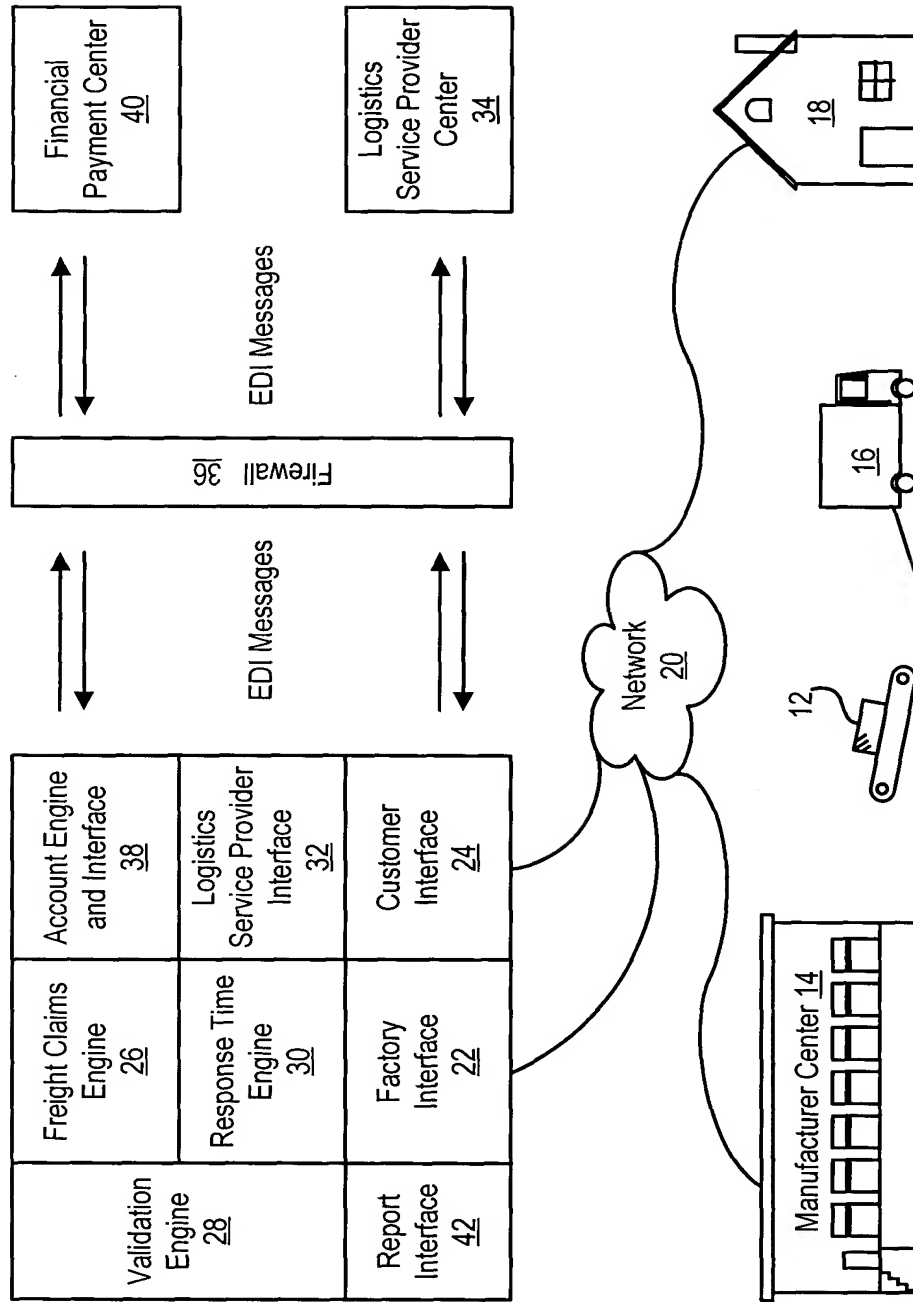 Validation
Engine
28
Report
Interface
42
Freight Claims
Engine
26
Response Time
Engine
30
Factory
Interface
22
Account Engine
and Interface
38
Logistics
Service Provider
Interface
32
Customer
Interface
24
EDI Messages
Firewall 36
EDI Messages
Financial
Payment Center
40
Logistics
Service Provider
Center
34
Network
20
Manufacturer Center 14
12
16
18